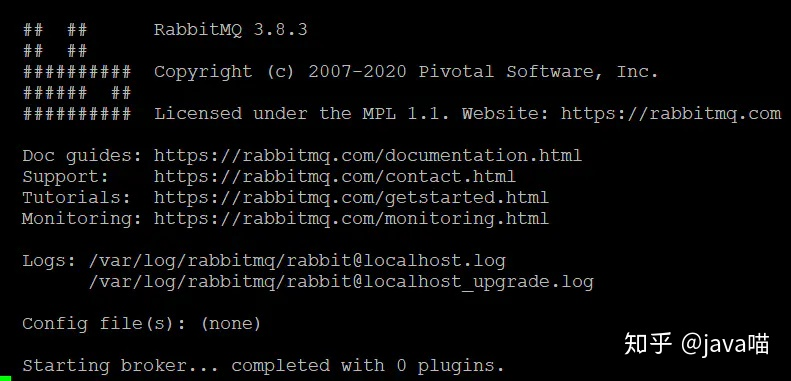 ##  ##      RabbitMQ 3.8.3
##  ##
##########  Copyright (c) 2007-2020 Pivotal Software, Inc.
######  ##
##########  Licensed under the MPL 1.1. Website: https://rabbitmq.com
Doc guides: https://rabbitmq.com/documentation.html
Support:    https://rabbitmq.com/contact.html
Tutorials:  https://rabbitmq.com/getstarted.html
Monitoring: https://rabbitmq.com/monitoring.html
Logs: /var/log/rabbitmq/rabbit@localhost.log
      /var/log/rabbitmq/rabbit@localhost_upgrade.log
Config file(s): (none)
知乎 @java喵
Starting broker... completed with 0 plugins.